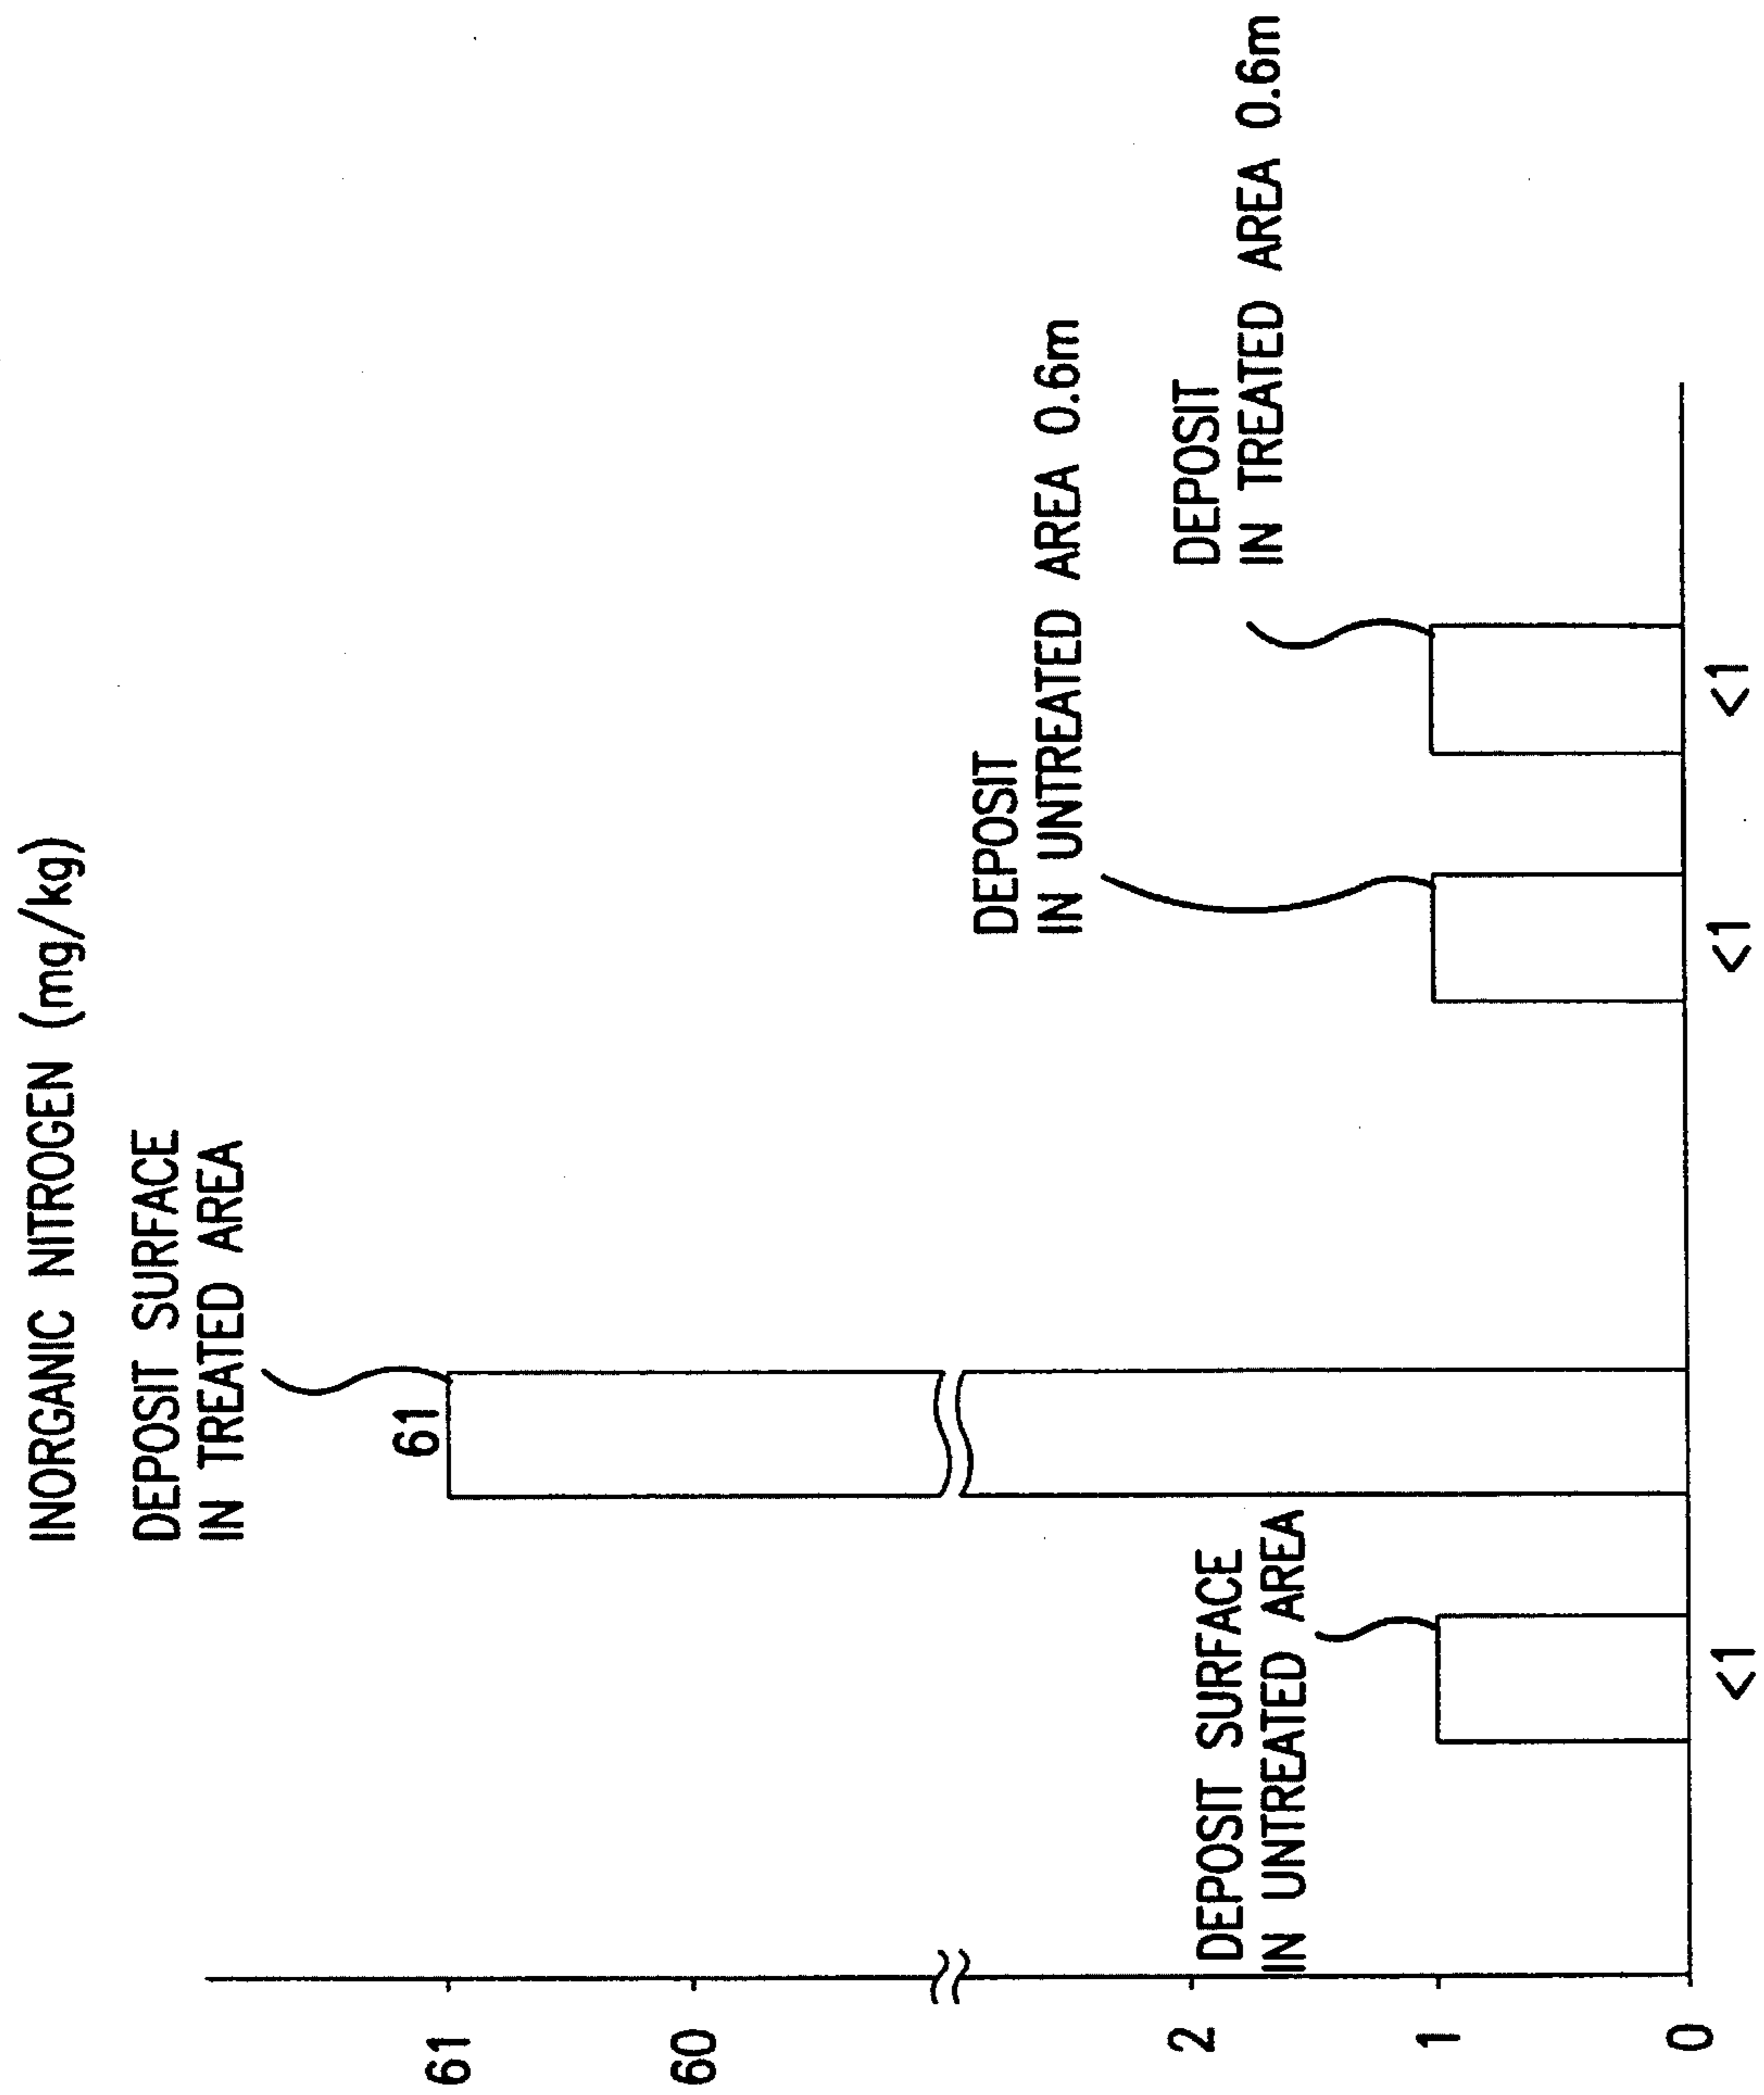 INORGANIC NITROGEN (mg/kg)
DEPOSIT SURFACE
IN TREATED AREA
61
61
60
2
1
0
DEPOSIT SURFACE
IN UNTREATED AREA
DEPOSIT
IN UNTREATED AREA 0.6m
DEPOSIT
IN TREATED AREA 0.6m
<1
<1
<1